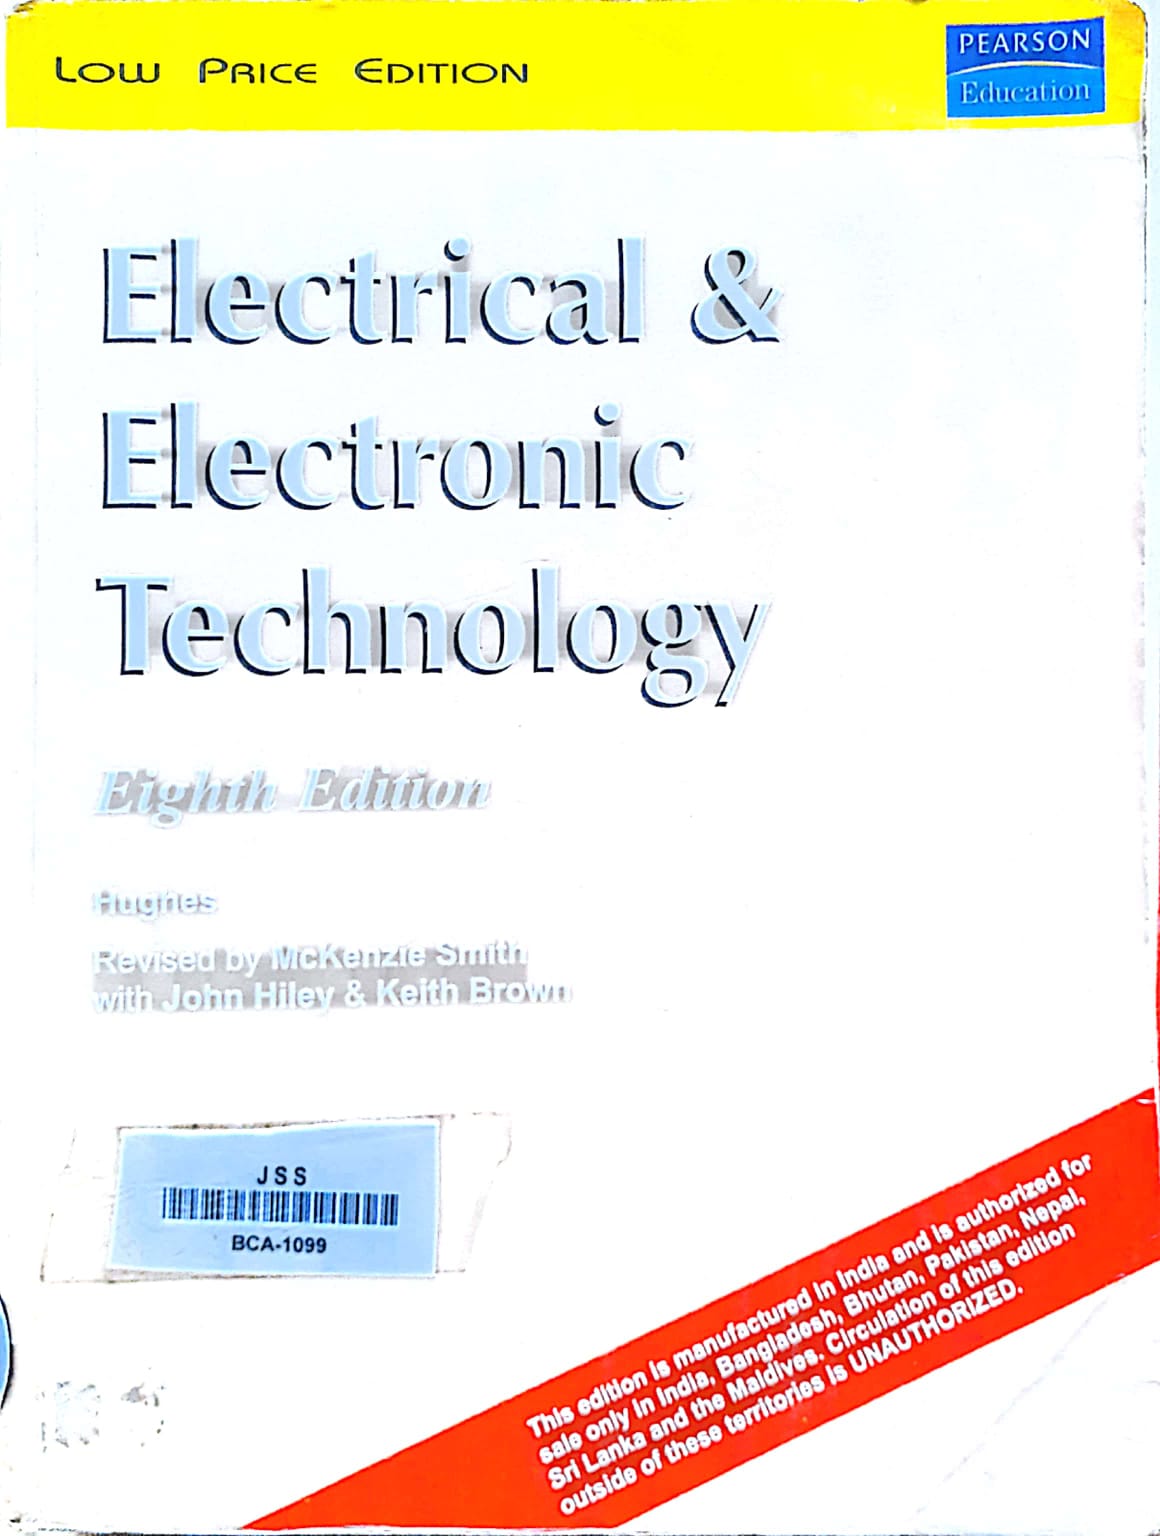 LOW PRICE EDITION
PEARSON
Education
Electrical &
Electronic
Technology
Eighth Edition
Hughes
Revised by McKenzie Smith
with John Hiley & Keith Brown
JSS
BCA-1099
This edition is manufactured in India and is authorized for
sale only in India, Bangladesh, Bhutan, Pakistan, Nepal,
Sri Lanka and the Maldives. Circulation of this edition
outside of these territories is UNAUTHORIZED.